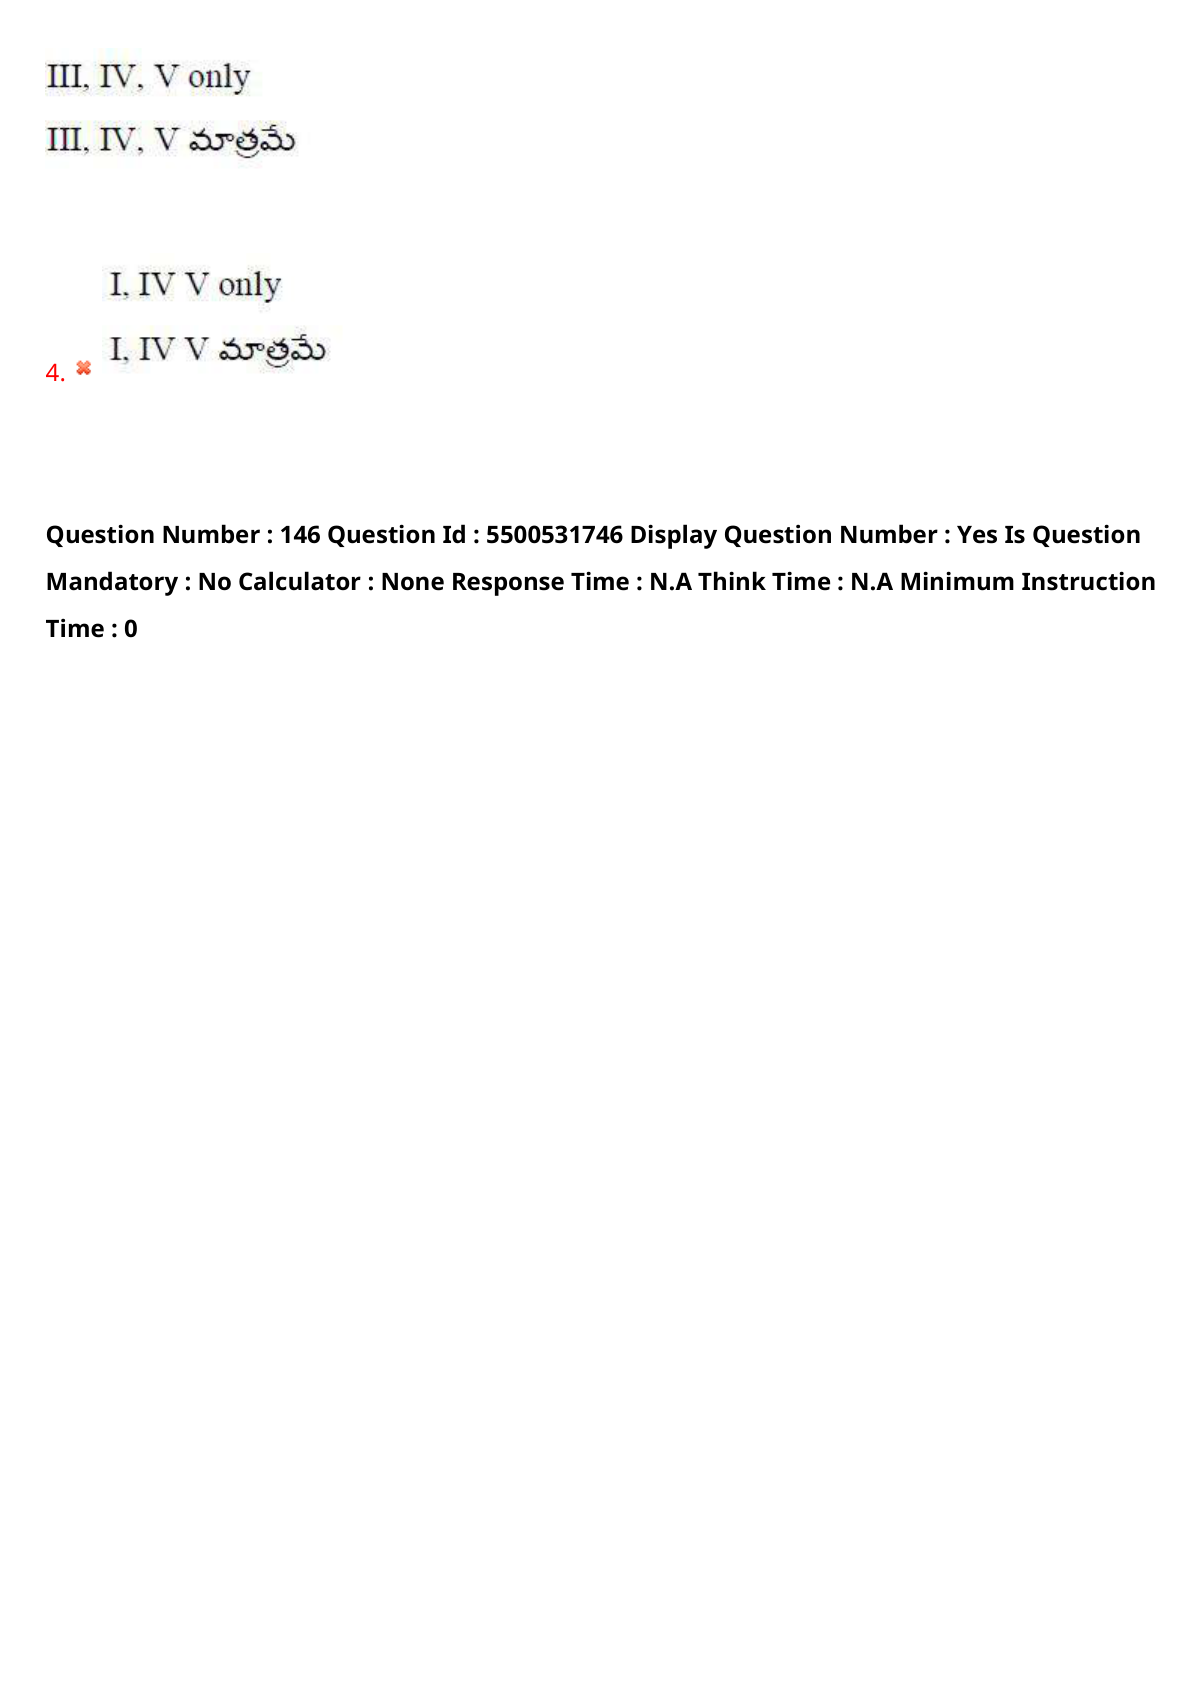 III, IV, V only
III, IV, V మాత్రమే
I, IV V only
I, IV V మాత్రమే
4.
Question Number : 146 Question Id : 5500531746 Display Question Number : Yes Is Question
Mandatory : No Calculator : None Response Time : N.A Think Time : N.A Minimum Instruction
Time : 0